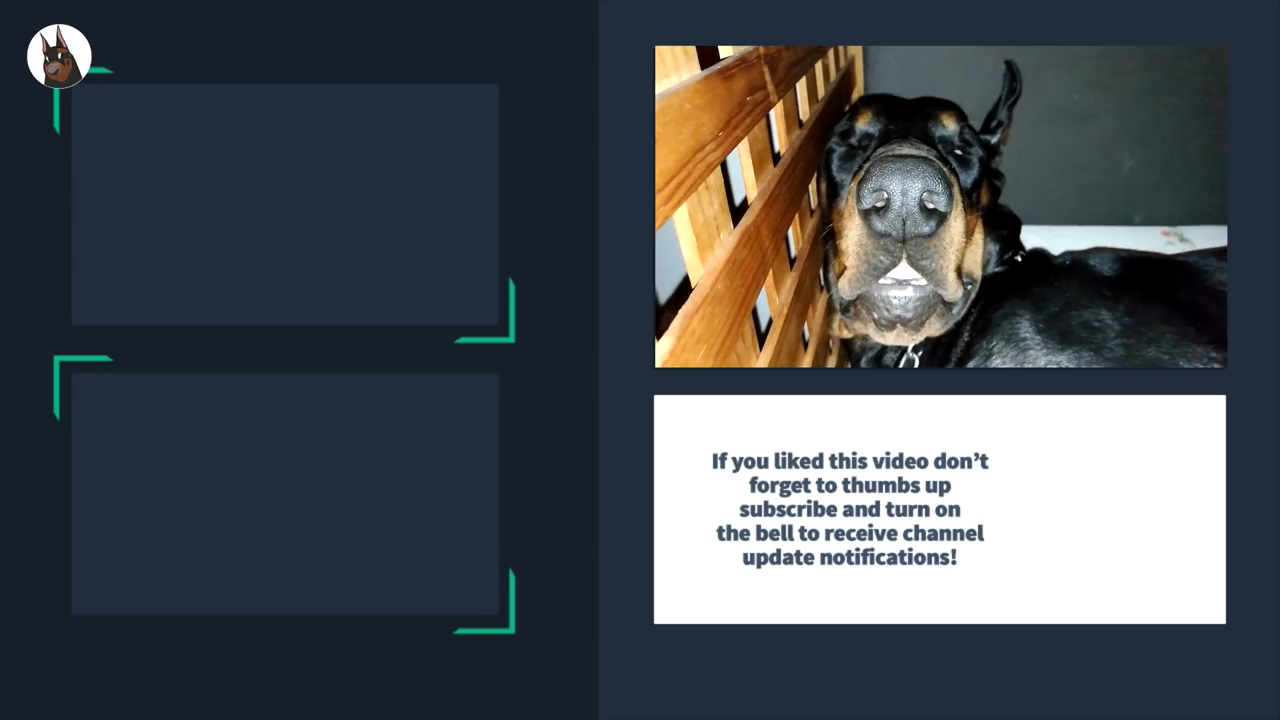 If you liked this video don’t
forget to thumbs up
subscribe and turn on
the bell to receive channel
update notifications!